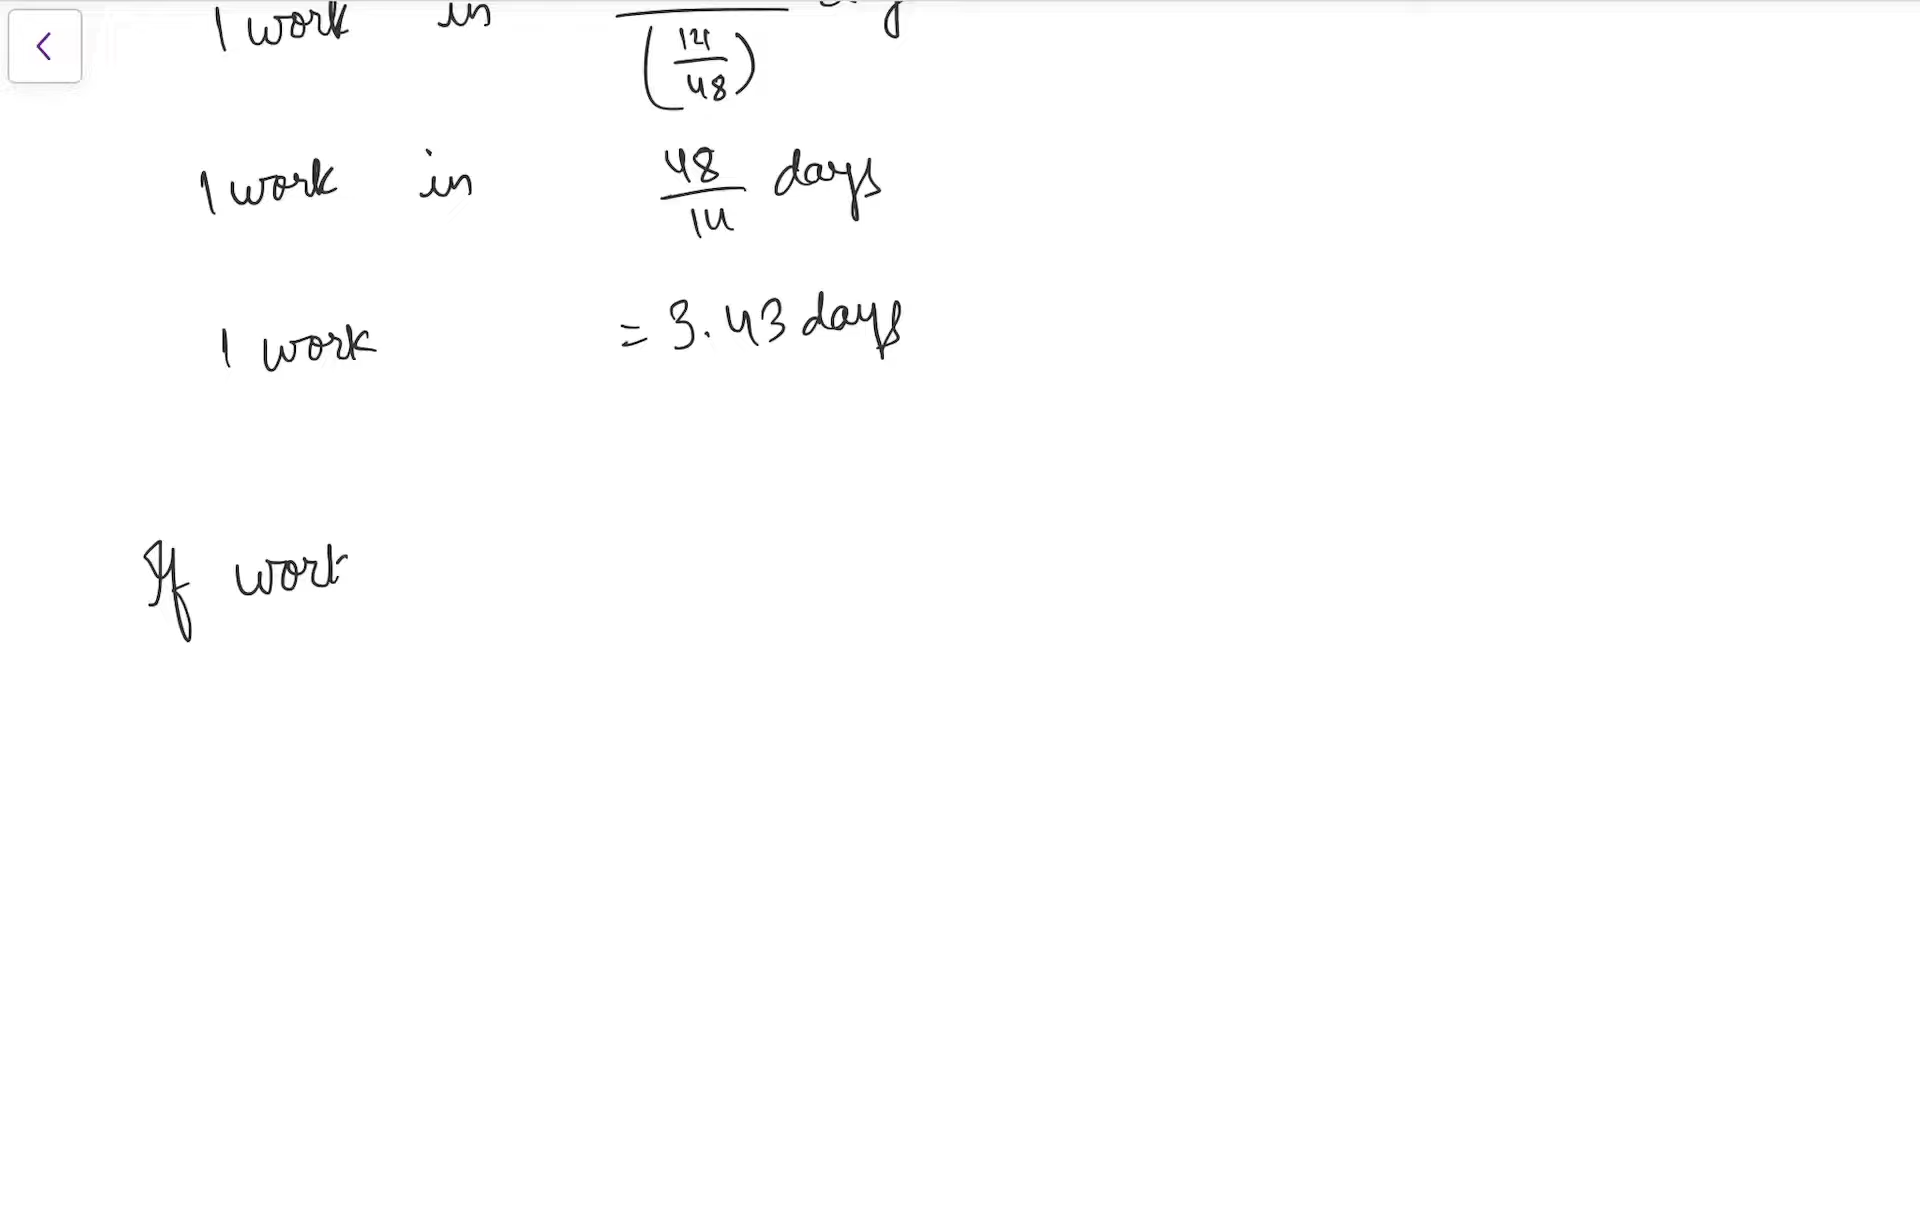 1 work in
(14/48)
1 work in 48/14 days
1 work = 3.43 days
If work